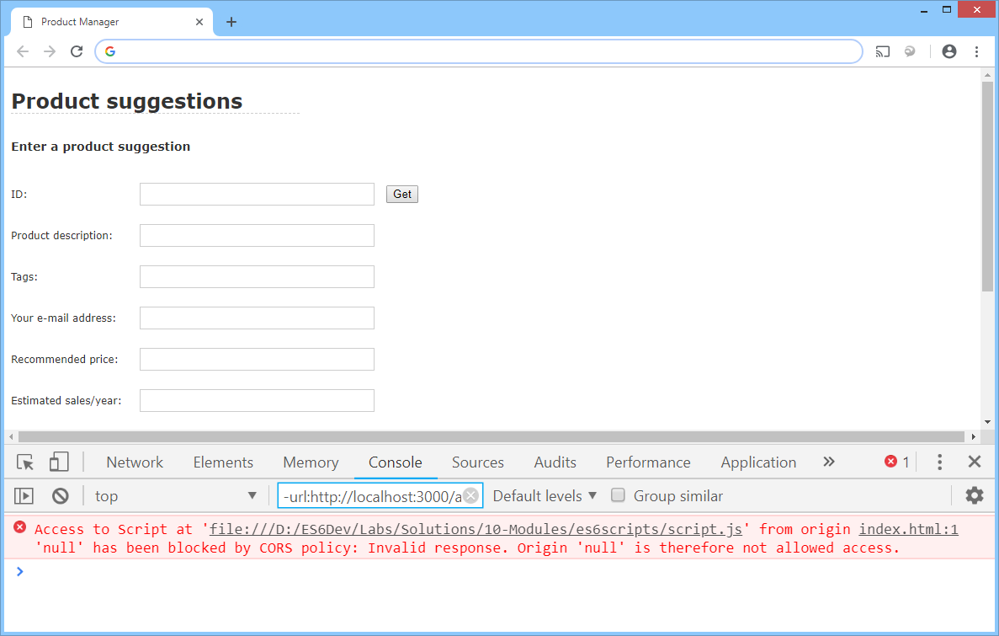 Product Manager
Product suggestions
Enter a product suggestion
ID:
Get
Product description:
Tags:
Your e-mail address:
Recommended price:
Estimated sales/year:
Network Elements Memory Console Sources Audits Performance Application » 1
top -url:http://localhost:3000/a Default levels Group similar
Access to Script at 'file:///D:/ES6Dev/Labs/Solutions/10-Modules/es6scripts/script.js' from origin index.html:1
'null' has been blocked by CORS policy: Invalid response. Origin 'null' is therefore not allowed access.